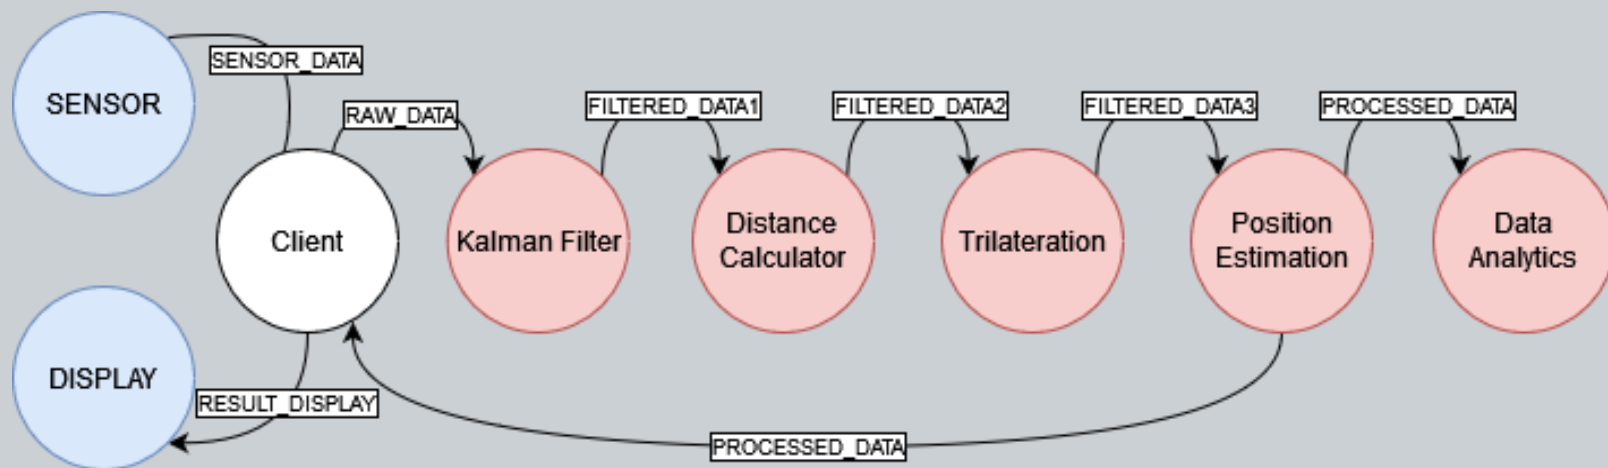 SENSOR
SENSOR_DATA
RAW_DATA
FILTERED_DATA1
FILTERED_DATA2
FILTERED_DATA3
PROCESSED_DATA
Client
Kalman Filter
Distance
Calculator
Trilateration
Position
Estimation
Data
Analytics
DISPLAY
RESULT_DISPLAY
PROCESSED_DATA